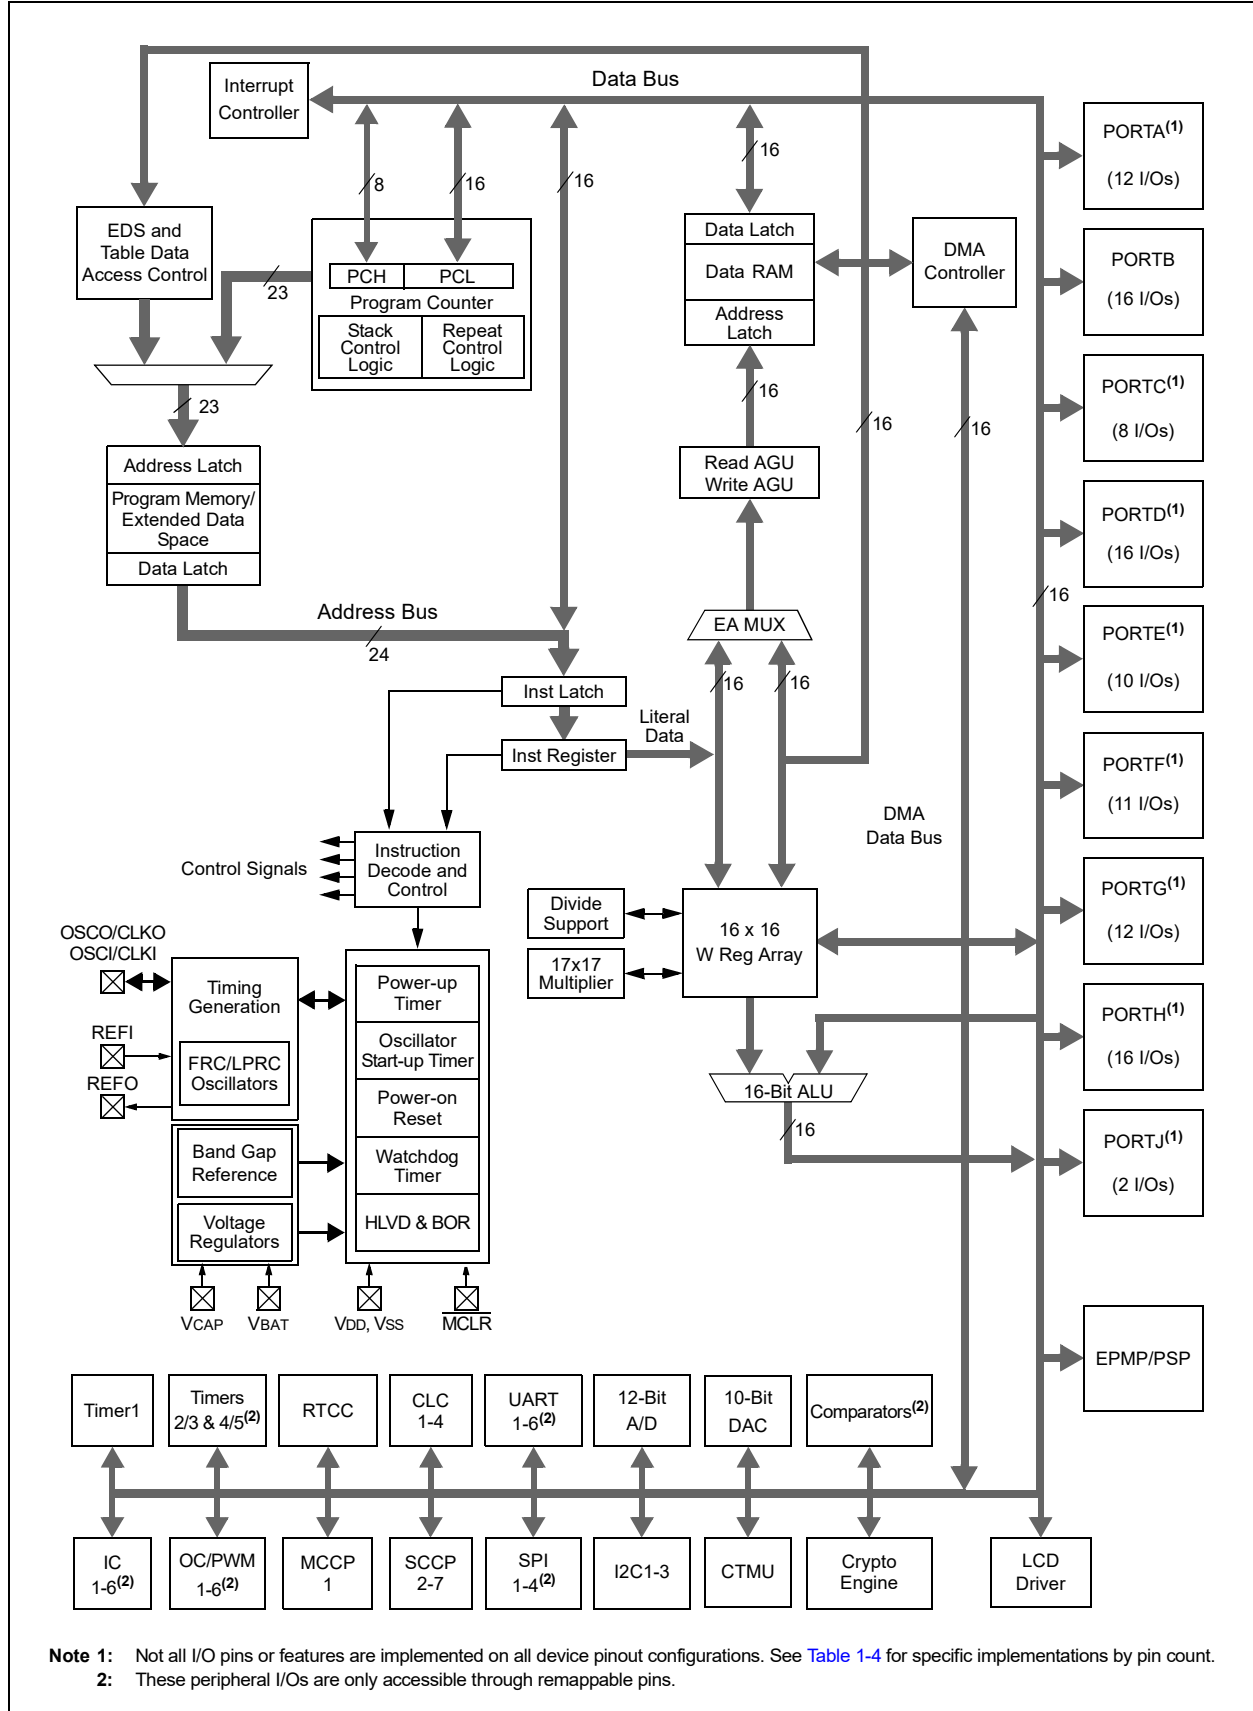 Data Bus
Interrupt
Controller
PORTA(1)
(12 I/Os)
16
8
16
16
EDS and
Table Data
Access Control
Data Latch
Data RAM
Address
Latch
DMA
Controller
PORTB
(16 I/Os)
PCH
PCL
Program Counter
23
Stack
Control
Logic
Repeat
Control
Logic
PORTC(1)
(8 I/Os)
16
16
16
23
Address Latch
Program Memory/
Extended Data
Space
Data Latch
Read AGU
Write AGU
PORTD(1)
(16 I/Os)
16
Address Bus
24
EA MUX
PORTE(1)
(10 I/Os)
16
16
Inst Latch
Literal
Data
Inst Register
PORTF(1)
(11 I/Os)
DMA
Data Bus
Control Signals
Instruction
Decode and
Control
Divide
Support
17x17
Multiplier
16 x 16
W Reg Array
PORTG(1)
(12 I/Os)
OSCO/CLKO
OSCI/CLKI
Timing
Generation
Power-up
Timer
REFI
FRC/LPRC
Oscillators
REFO
Oscillator
Start-up Timer
PORTH(1)
(16 I/Os)
16-Bit ALU
16
Power-on
Reset
Band Gap
Reference
Watchdog
Timer
PORTJ(1)
(2 I/Os)
Voltage
Regulators
HLVD & BOR
VCAP
VBAT
VDD, VSS
MCLR
EPMP/PSP
Timer1
Timers
2/3 & 4/5(2)
RTCC
CLC
1-4
UART
1-6(2)
12-Bit
A/D
10-Bit
DAC
Comparators(2)
IC
1-6(2)
OC/PWM
1-6(2)
MCCP
1
SCCP
2-7
SPI
1-4(2)
I2C1-3
CTMU
Crypto
Engine
LCD
Driver
Note 1: Not all I/O pins or features are implemented on all device pinout configurations. See Table 1-4 for specific implementations by pin count.
2: These peripheral I/Os are only accessible through remappable pins.